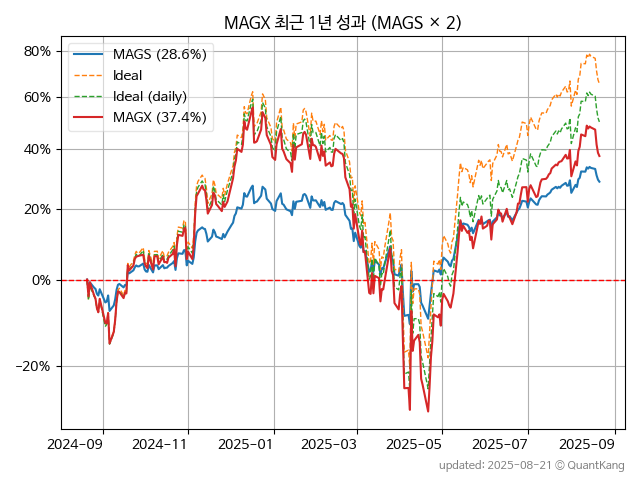 MAGX 최근 1년 성과 (MAGS × 2)
80%
60%
40%
20%
0%
−20%
MAGS (28.6%)
Ideal
Ideal (daily)
MAGX (37.4%)
2024−09
2024−11
2025−01
2025−03
2025−05
2025−07
2025−09
updated: 2025-08-21 © QuantKang